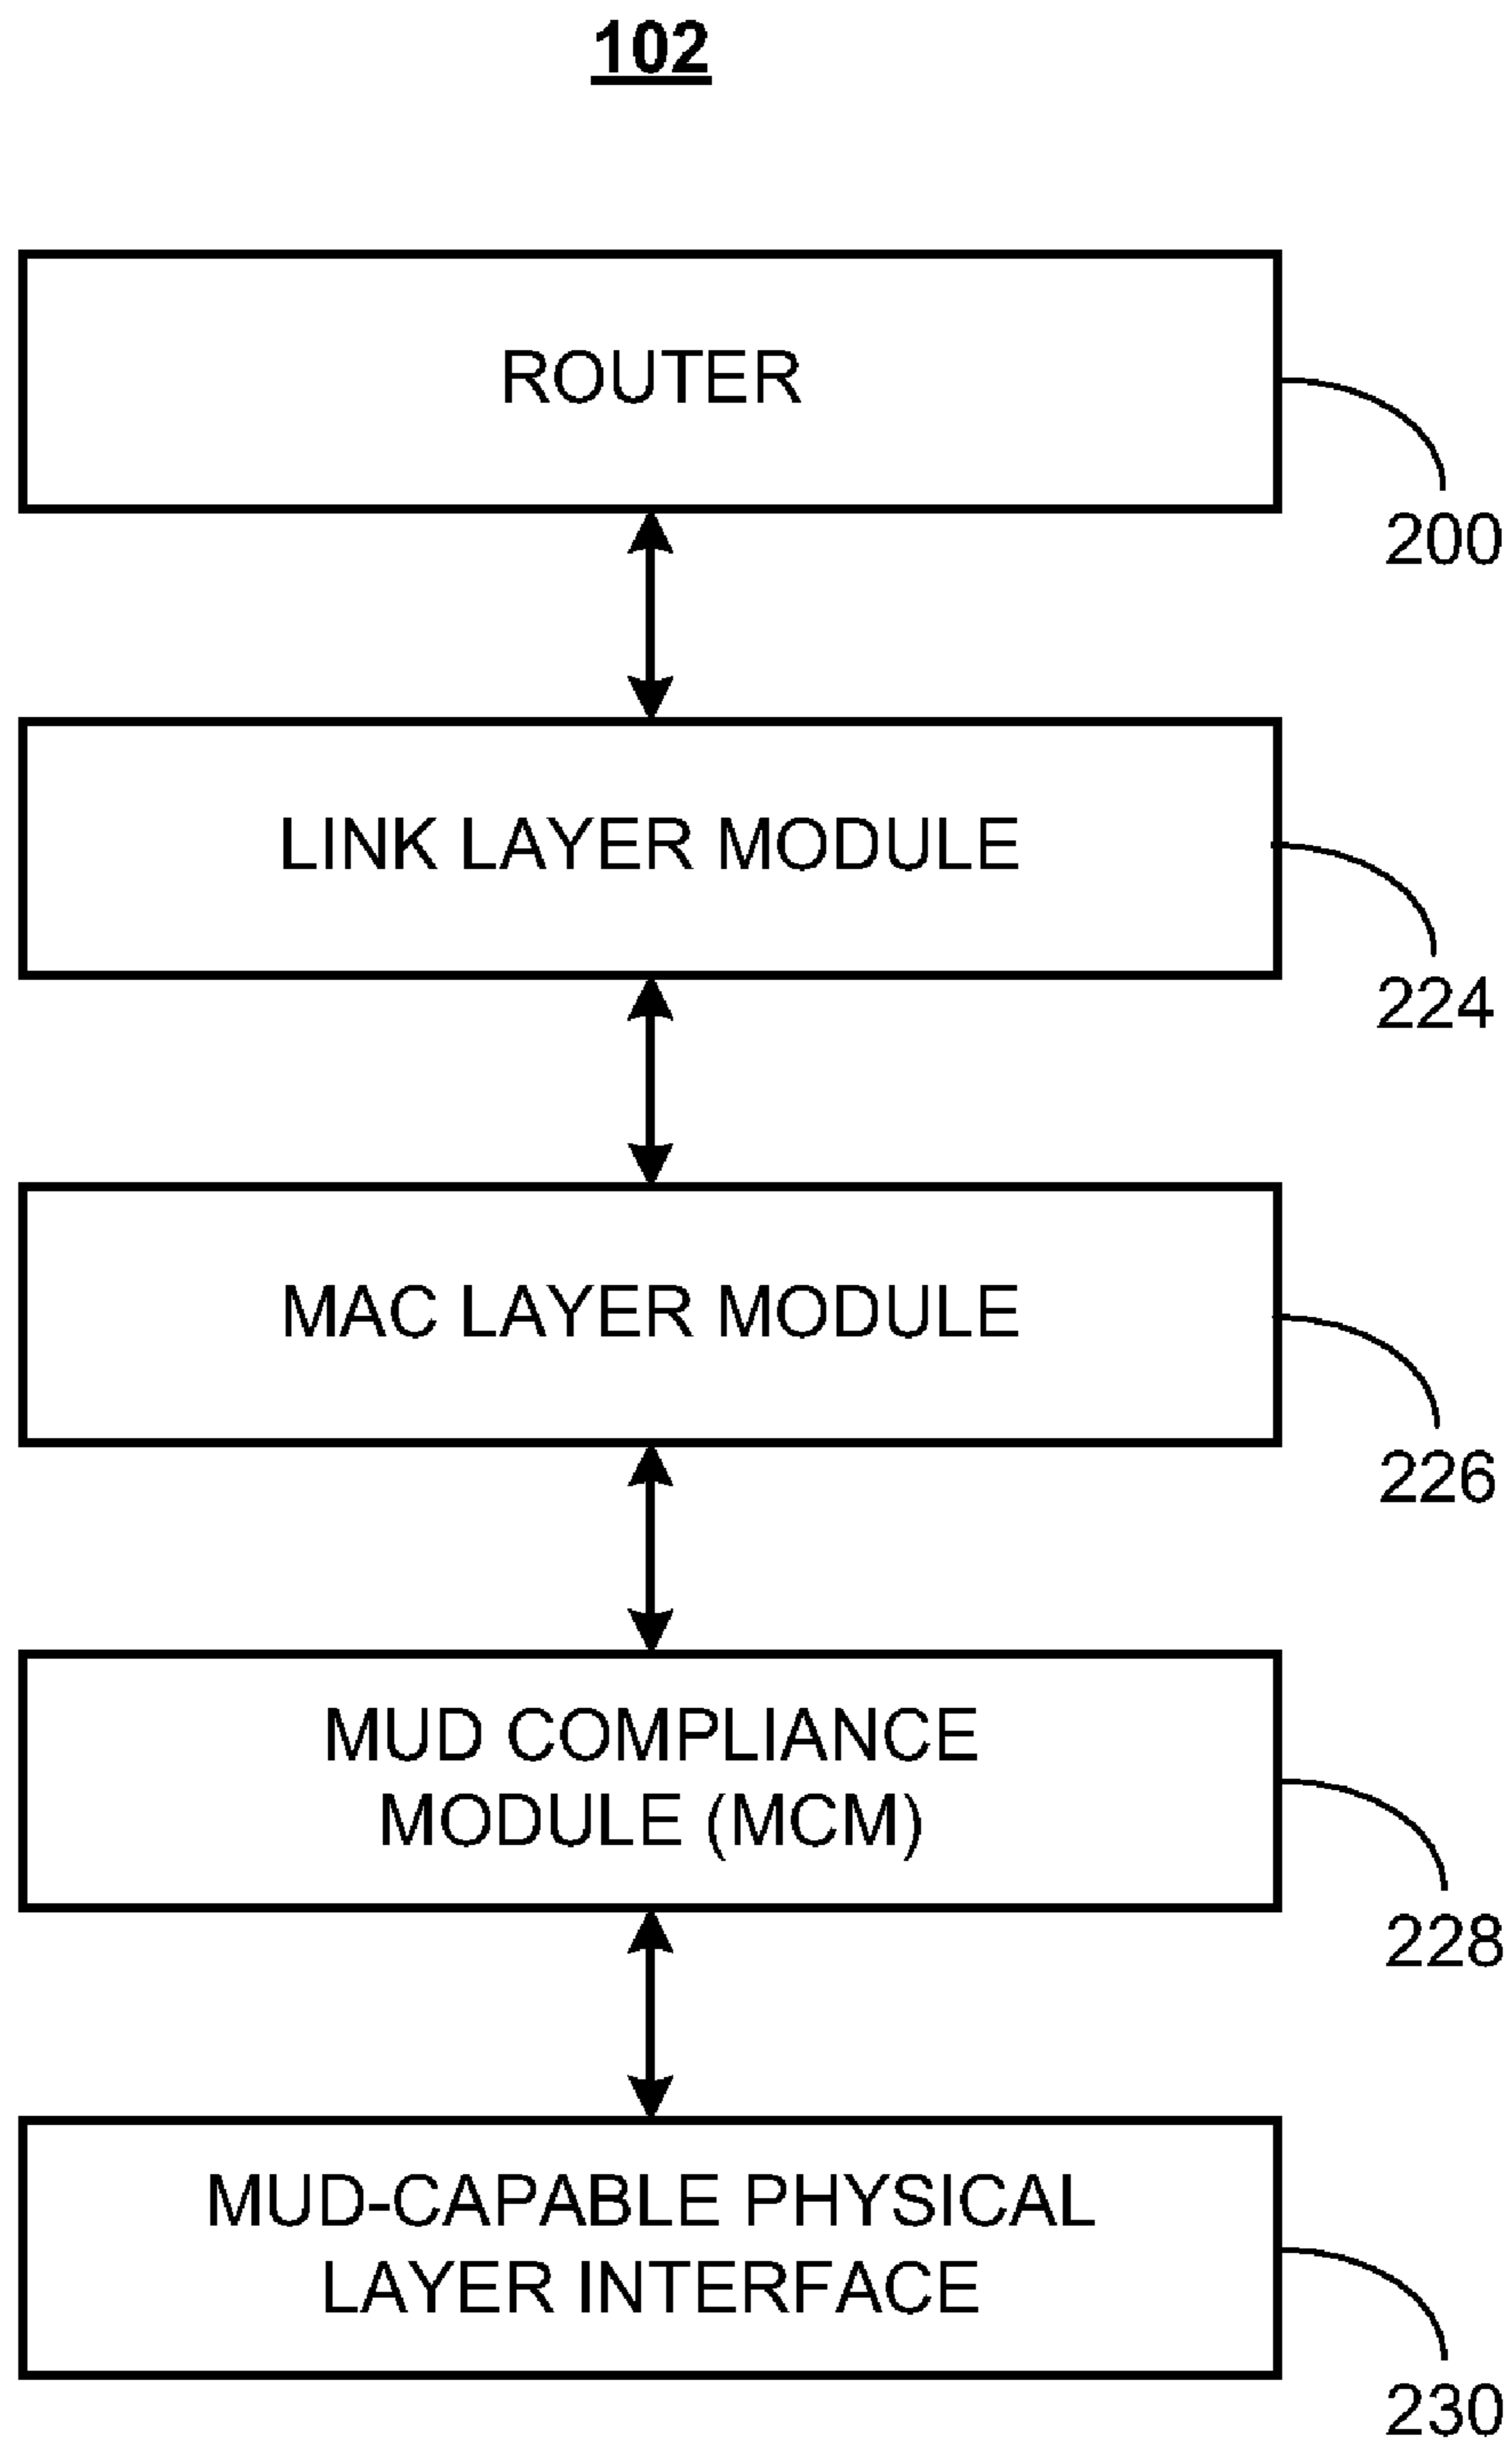 102
ROUTER
200
LINK LAYER MODULE
224
MAC LAYER MODULE
226
MUD COMPLIANCE
MODULE (MCM)
228
MUD-CAPABLE PHYSICAL
LAYER INTERFACE
230